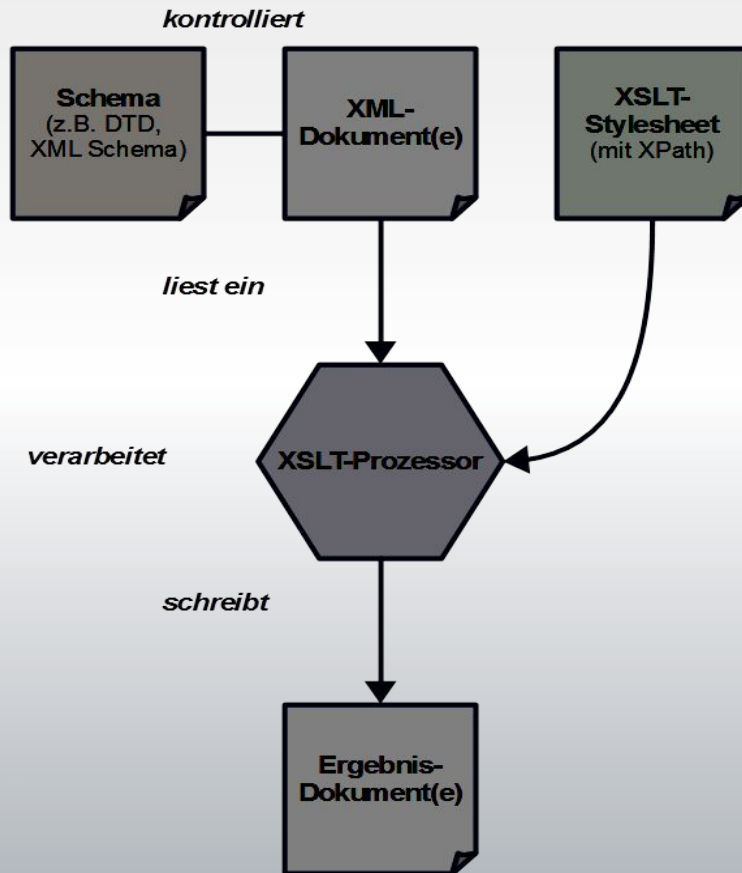 kontrolliert
Schema
(z.B. DTD,
XML Schema)
XML-
Dokument(e)
XSLT-
Stylesheet
(mit XPath)
liest ein
verarbeitet
XSLT-Prozessor
schreibt
Ergebnis-
Dokument(e)